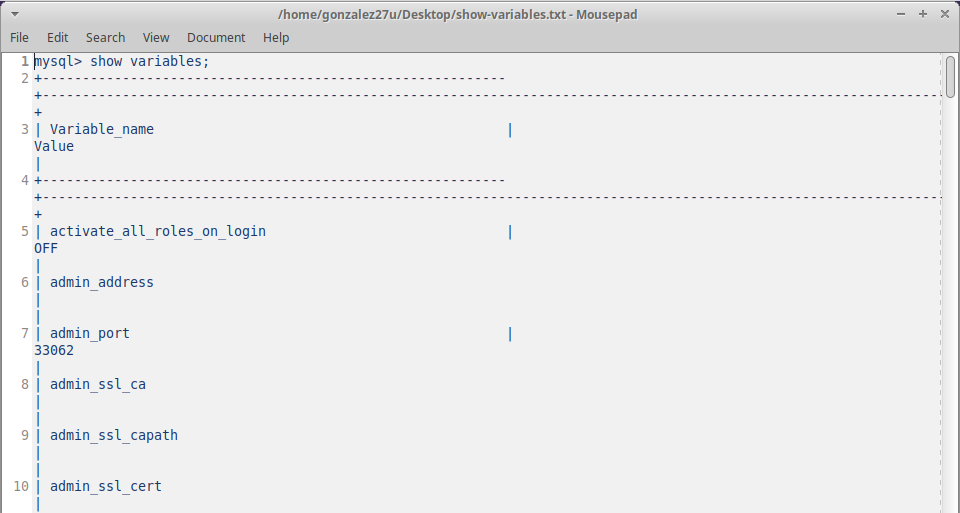 /home/gonzalez27u/Desktop/show-variables.txt - Mousepad
File Edit Search View Document Help
1 mysql> show variables;
2 +----------------------------------------------------------
+-----------------------------------------------------------------------------------------------------------------
+
3 | Variable_name                                            |
Value
|
4 +----------------------------------------------------------
+-----------------------------------------------------------------------------------------------------------------
+
5 | activate_all_roles_on_login                              |
OFF
|
6 | admin_address
|
|
7 | admin_port                                               |
33062
|
8 | admin_ssl_ca
|
|
9 | admin_ssl_capath
|
|
10 | admin_ssl_cert
|